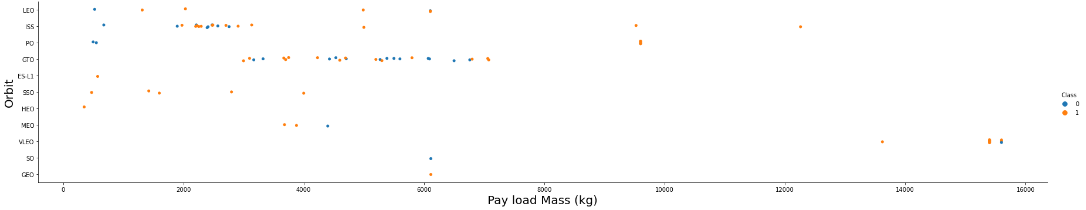 LEO
ISS
PO
GTO
ES-L1
SSO
HEO
MEO
VLEO
SO
GEO
Orbit
0
2000
4000
6000
8000
10000
12000
14000
16000
Pay load Mass (kg)
Class
0
1